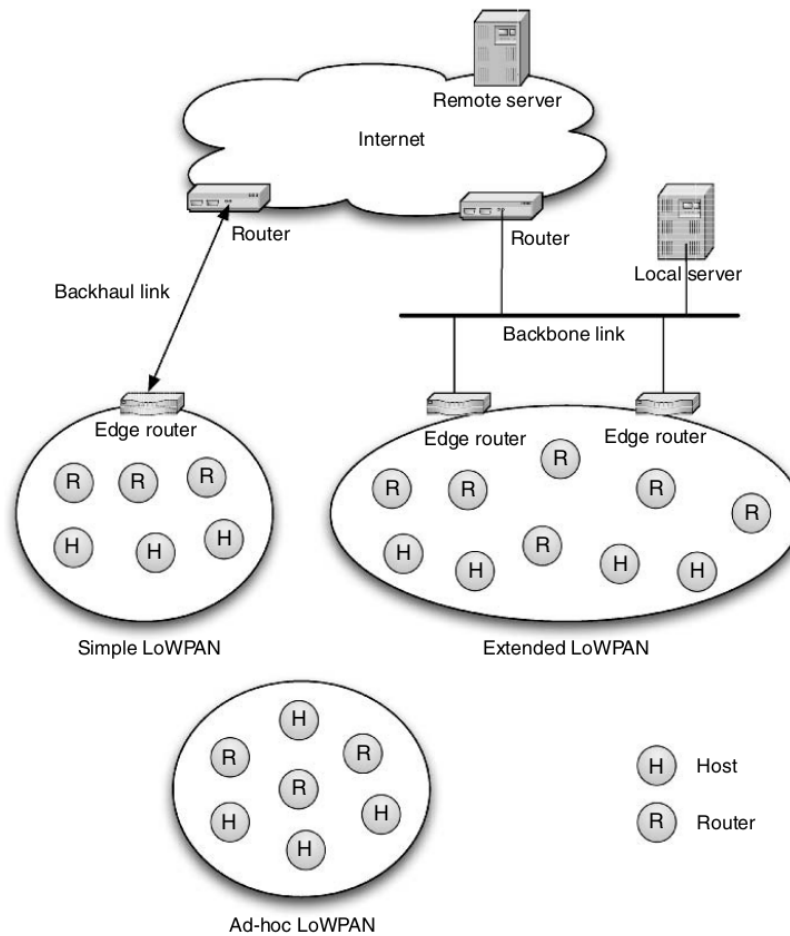 Remote server
Internet
Router
Router
Local server
Backhaul link
Backbone link
Edge router
Edge router
Edge router
R R R
H H H
R R R R R
H H R H H
Simple LoWPAN
Extended LoWPAN
H
R R
R
H H
H
H Host
R Router
Ad-hoc LoWPAN